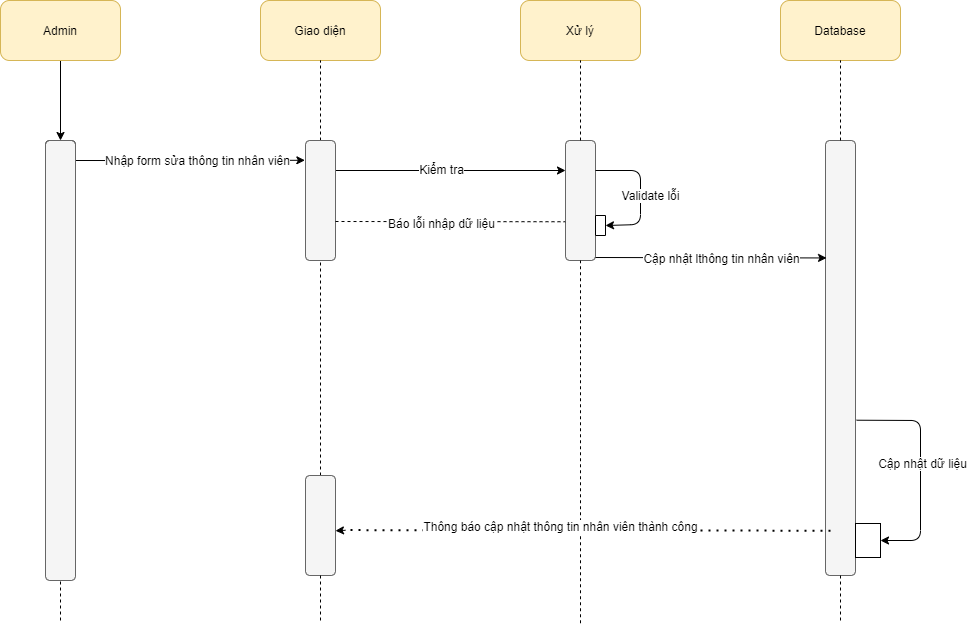 Admin
Giao diện
Xử lý
Database
Nhập form sửa thông tin nhân viên
Kiểm tra
Validate lỗi
Báo lỗi nhập dữ liệu
Cập nhật lthông tin nhân viên
Cập nhật dữ liệu
Thông báo cập nhật thông tin nhân viên thành công